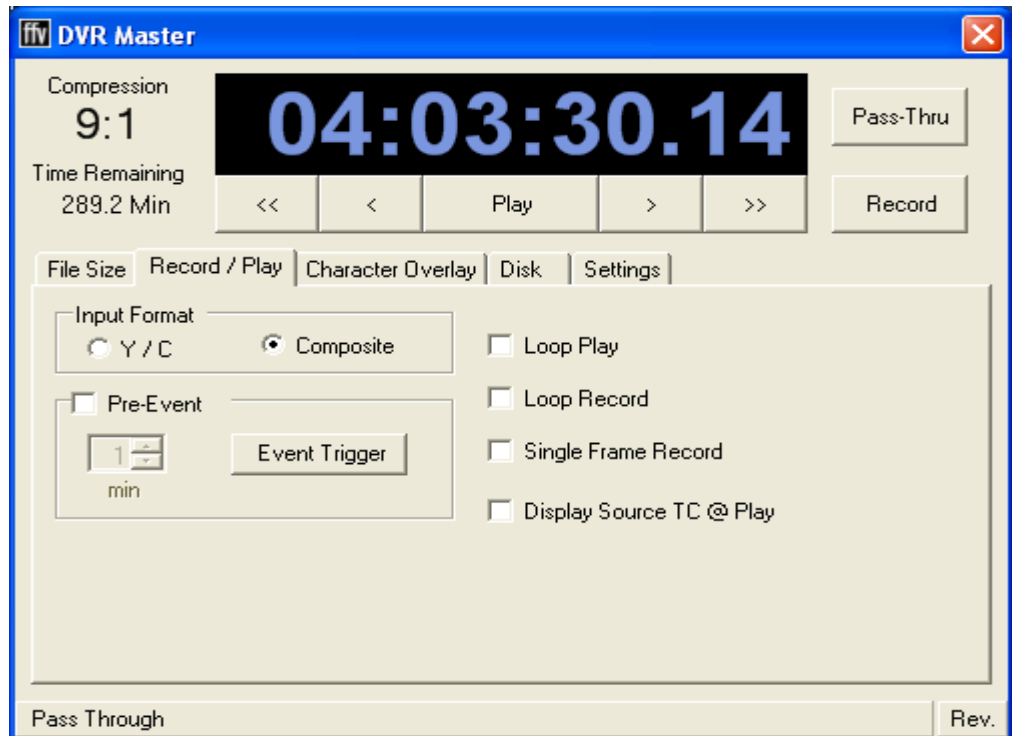 ffv DVR Master
Compression
9:1
04:03:30.14
Pass-Thru
Time Remaining
289.2 Min
<< < Play > >>
Record
File Size Record / Play Character Overlay Disk Settings
Input Format
Y / C Composite
Loop Play
Pre-Event
Loop Record
1
min
Event Trigger
Single Frame Record
Display Source TC @ Play
Pass Through Rev.